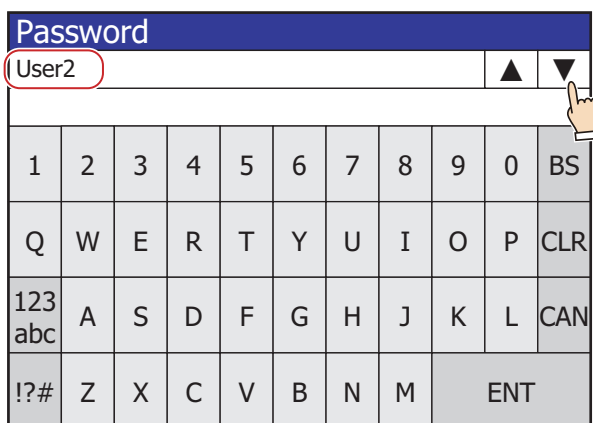 Password
User2 ▲ ▼
1 2 3 4 5 6 7 8 9 0 BS
Q W E R T Y U I O P CLR
123 abc A S D F G H J K L CAN
!?# Z X C V B N M ENT